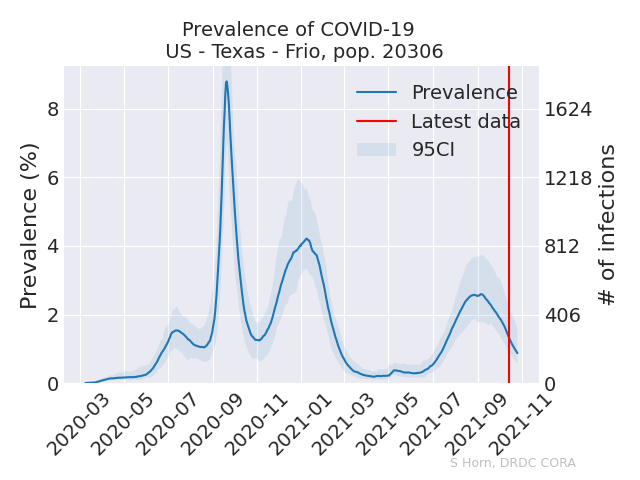 Prevalence of COVID-19
US - Texas - Frio, pop. 20306
Prevalence
Latest data
95CI
Prevalence (%)
8
6
4
2
0
1624
1218
812
406
0
# of infections
2020-03
2020-05
2020-07
2020-09
2020-11
2021-01
2021-03
2021-05
2021-07
2021-09
2021-11
S Horn, DRDC CORA